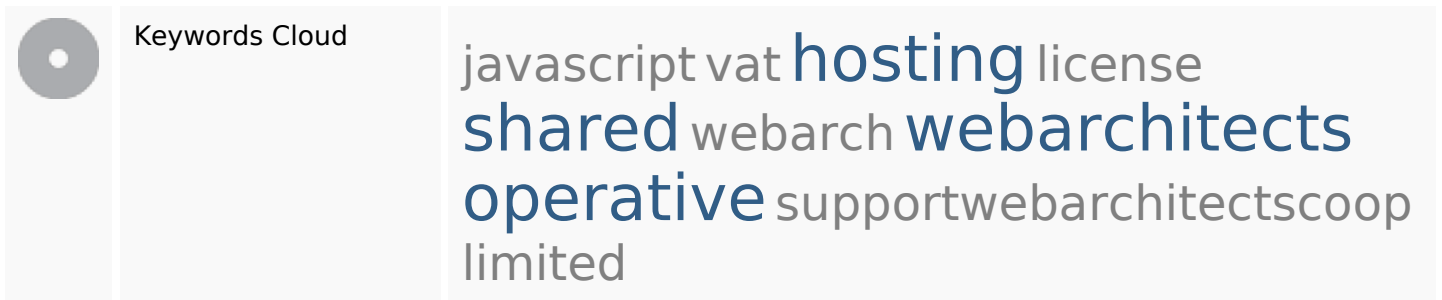 Keywords Cloud
javascript vat hosting license
shared webarch webarchitects
operative supportwebarchitectscoop
limited